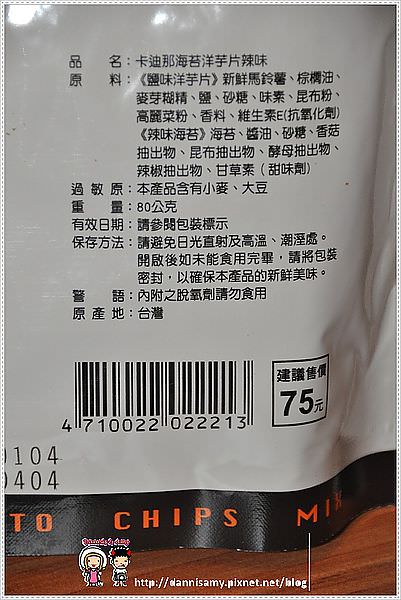 品　　名：卡迪那海苔洋芋片辣味
原　　料：《鹽味洋芋片》新鮮馬鈴薯、棕櫚油、
麥芽糊精、鹽、砂糖、味素、昆布粉、
高麗菜粉、香料、維生素E(抗氧化劑)
《辣味海苔》海苔、醬油、砂糖、香菇
抽出物、昆布抽出物、酵母抽出物、
辣椒抽出物、甘草素（甜味劑）
過 敏 原：本產品含有小麥、大豆
重　　量：80公克
有效日期：請參閱包裝標示
保存方法：請避免日光直射及高溫、潮溼處。
開啟後如未能食用完畢，請將包裝
密封，以確保本產品的新鮮美味。
警　　語：內附之脫氧劑請勿食用
原 產 地：台灣
建議售價
75元
4 710022 022213
0104
0404
TO CHIPS MIX
http://dannisamy.pixnet.net/blog